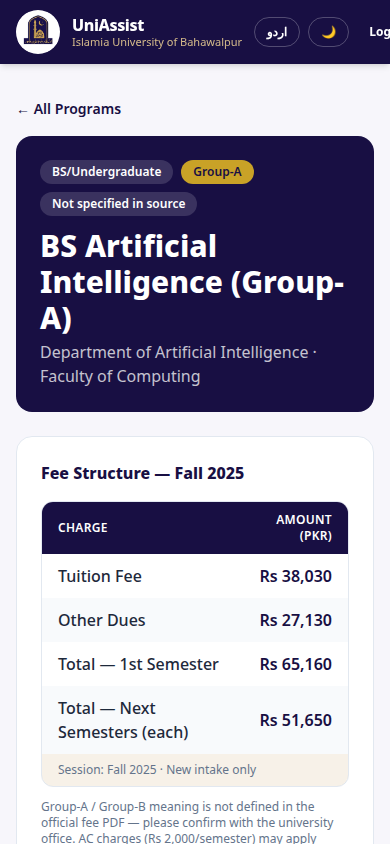 UniAssist
Islamia University of Bahawalpur
اردو
Log
← All Programs
BS/Undergraduate
Group-A
Not specified in source
BS Artificial
Intelligence (Group-
A)
Department of Artificial Intelligence ·
Faculty of Computing
Fee Structure — Fall 2025
CHARGE
AMOUNT
(PKR)
Tuition Fee
Rs 38,030
Other Dues
Rs 27,130
Total — 1st Semester
Rs 65,160
Total — Next
Semesters (each)
Rs 51,650
Session: Fall 2025 · New intake only
Group-A / Group-B meaning is not defined in the
official fee PDF — please confirm with the university
office. AC charges (Rs 2,000/semester) may apply